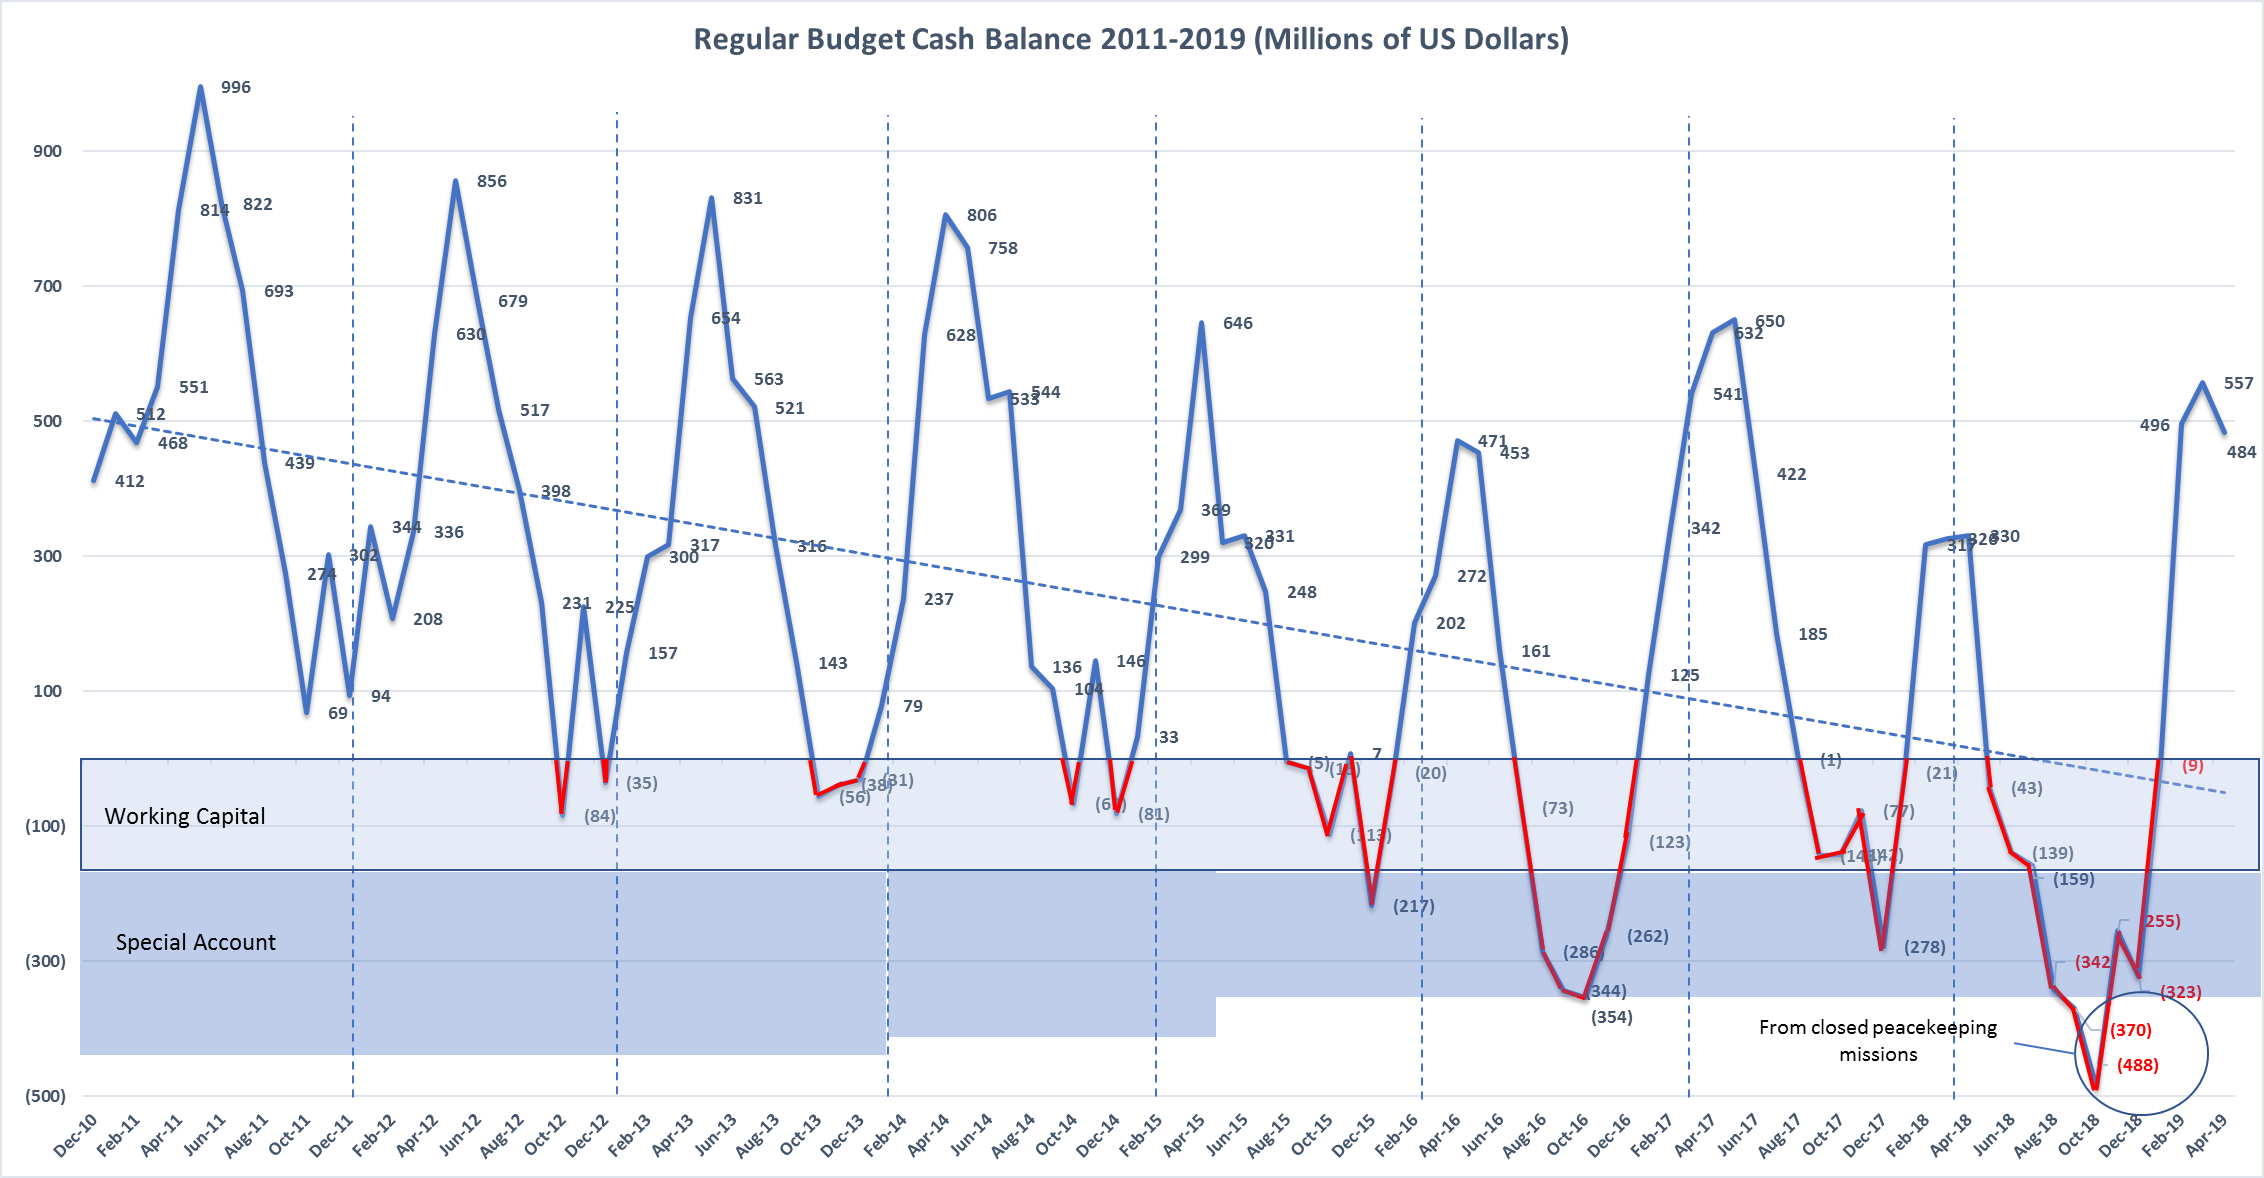 Regular Budget Cash Balance 2011-2019 (Millions of US Dollars)
900
700
500
300
100
(100)
(300)
(500)
412
512
468
551
814
996
822
693
439
274
69
302
94
344
208
336
630
856
679
517
398
231
(84)
225
(35)
157
300
317
654
831
563
521
316
143
(56)
(38)
(31)
79
237
628
806
758
533
544
136
104
146
(81)
33
299
369
646
320
331
248
(5)
(113)
7
(217)
(20)
202
272
471
453
161
(73)
(286)
(344)
(354)
(262)
(123)
125
342
541
632
650
422
185
(1)
(142)
(77)
(278)
(21)
317
326
330
(43)
(139)
(159)
(342
(370)
(488)
255)
(323)
(9)
496
557
484
Working Capital
Special Account
From closed peacekeeping
missions
Dec-10
Feb-11
Apr-11
Jun-11
Aug-11
Oct-11
Dec-11
Feb-12
Apr-12
Jun-12
Aug-12
Oct-12
Dec-12
Feb-13
Apr-13
Jun-13
Aug-13
Oct-13
Dec-13
Feb-14
Apr-14
Jun-14
Aug-14
Oct-14
Dec-14
Feb-15
Apr-15
Jun-15
Aug-15
Oct-15
Dec-15
Feb-16
Apr-16
Jun-16
Aug-16
Oct-16
Dec-16
Feb-17
Apr-17
Jun-17
Aug-17
Oct-17
Dec-17
Feb-18
Apr-18
Jun-18
Aug-18
Oct-18
Dec-18
Feb-19
Apr-19